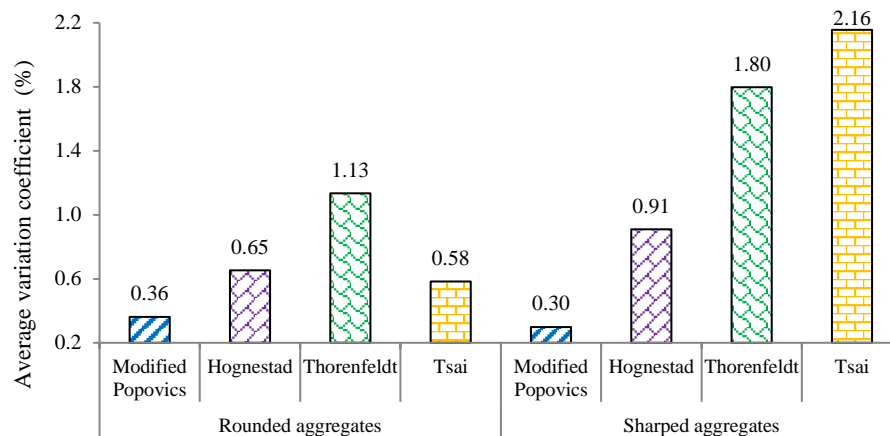 Average variation coefficient (%)
2.2
1.8
1.4
1.0
0.6
0.2
0.36
0.65
1.13
0.58
0.30
0.91
1.80
2.16
Modified Popovics
Hognestad
Thorenfeldt
Tsai
Modified Popovics
Hognestad
Thorenfeldt
Tsai
Rounded aggregates
Sharped aggregates